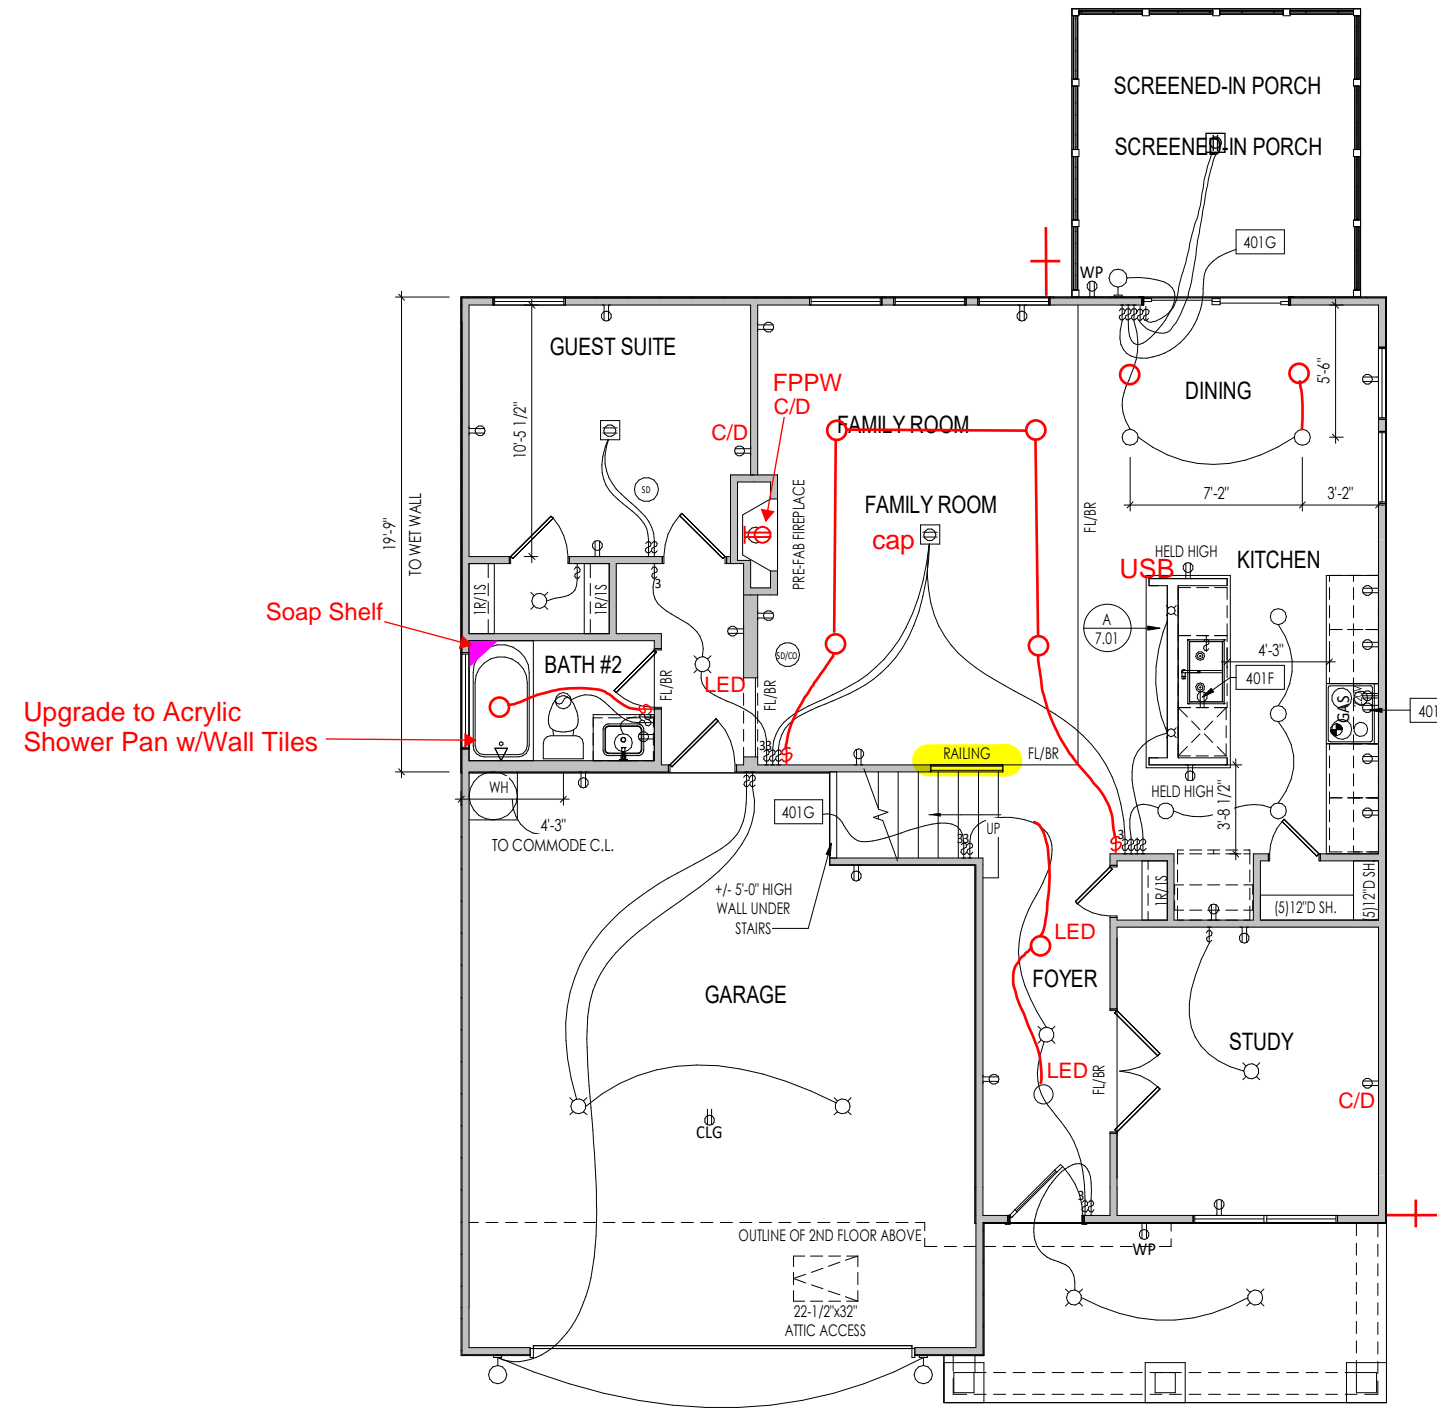 SCREENED-IN PORCH
SCREENED-IN PORCH
401G
WP
GUEST SUITE
FPPW
C/D
C/D
FAMILY ROOM
FAMILY ROOM
cap
DINING
5'-6"
10'-5 1/2"
SD
7'-2"
3'-2"
19'-9"
TO WET WALL
PRE-FAB FIREPLACE
FL/BR
HELD HIGH
USB
KITCHEN
1R/1S
1R/1S
3
Soap Shelf
BATH #2
SD/CO
A
7.01
4'-3"
401F
FL/BR
LED
FL/BR
GAS
401
Upgrade to Acrylic
Shower Pan w/Wall Tiles
33
RAILING
FL/BR
WH
HELD HIGH
3'-8 1/2"
401G
UP
4'-3"
TO COMMODE C.L.
33
3
+/- 5'-0" HIGH
WALL UNDER
STAIRS
1R/1S
(5)12"D SH.
(5)12"D SH.
LED
FOYER
GARAGE
STUDY
LED
FL/BR
C/D
CLG
3
OUTLINE OF 2ND FLOOR ABOVE
WP
22-1/2"x32"
ATTIC ACCESS